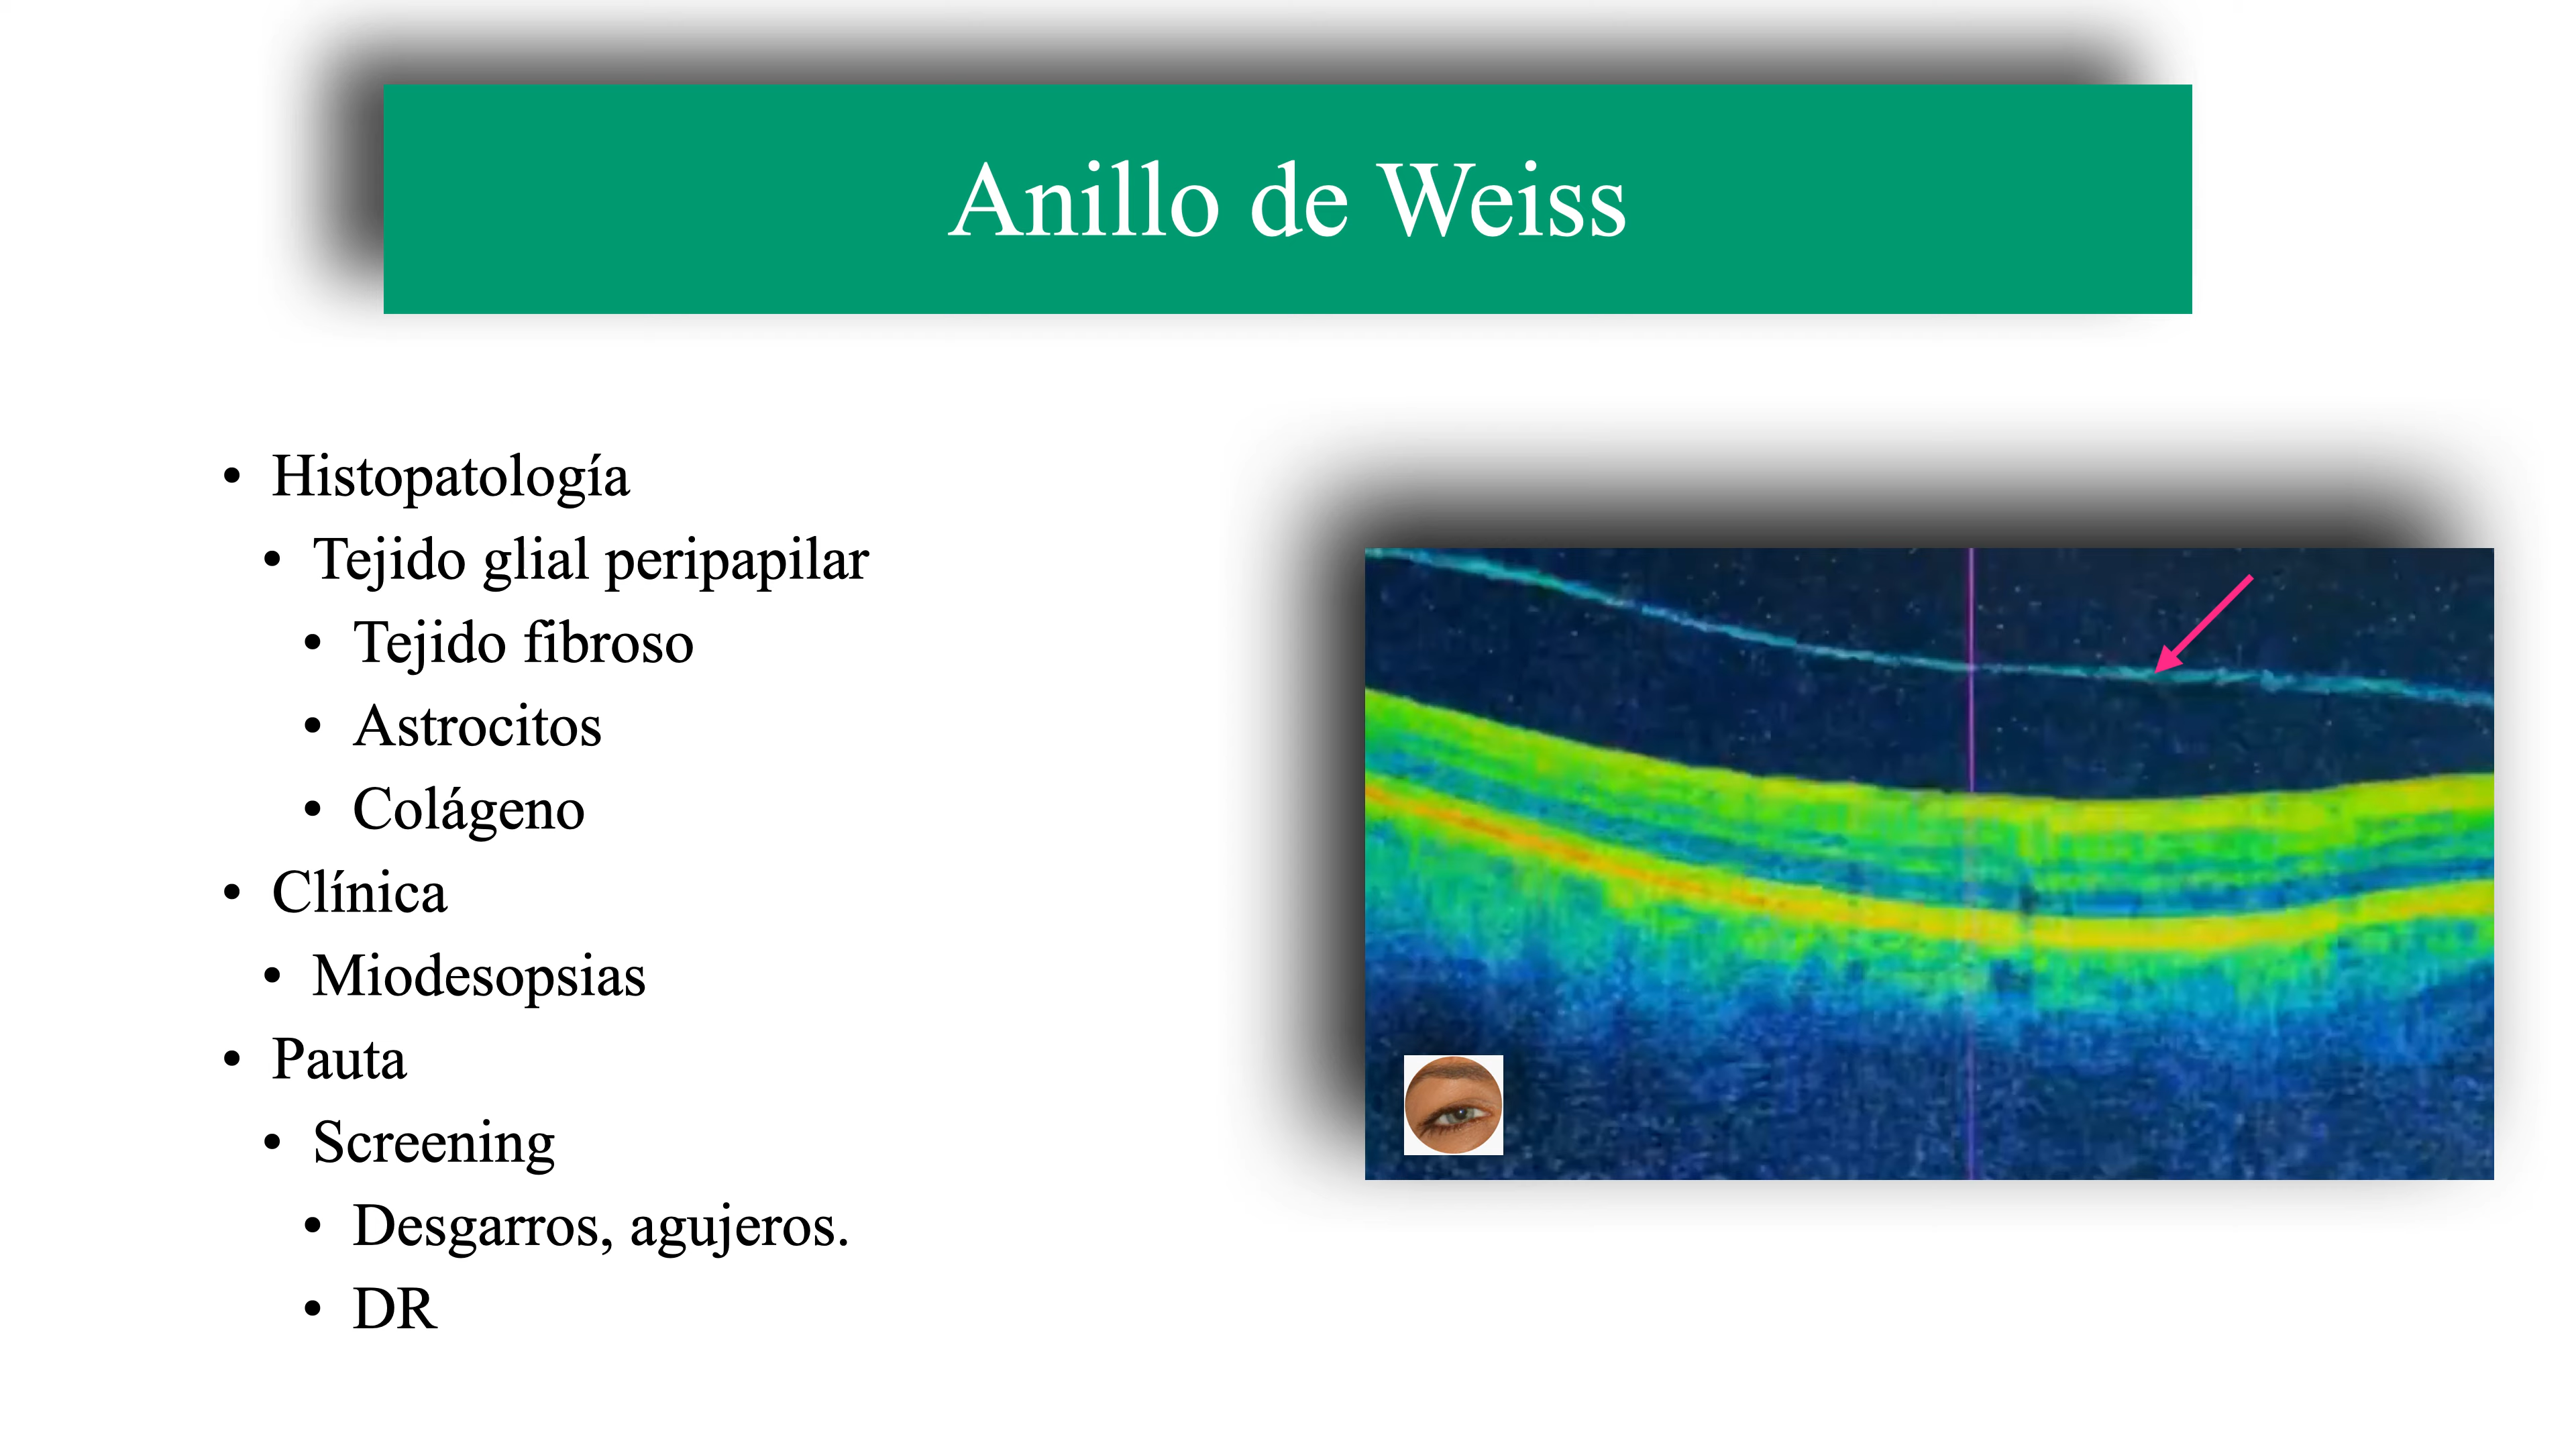 Anillo de Weiss
• Histopatología
• Tejido glial peripapilar
• Tejido fibroso
• Astrocitos
• Colágeno
• Clínica
• Miodesopsias
• Pauta
• Screening
• Desgarros, agujeros.
• DR